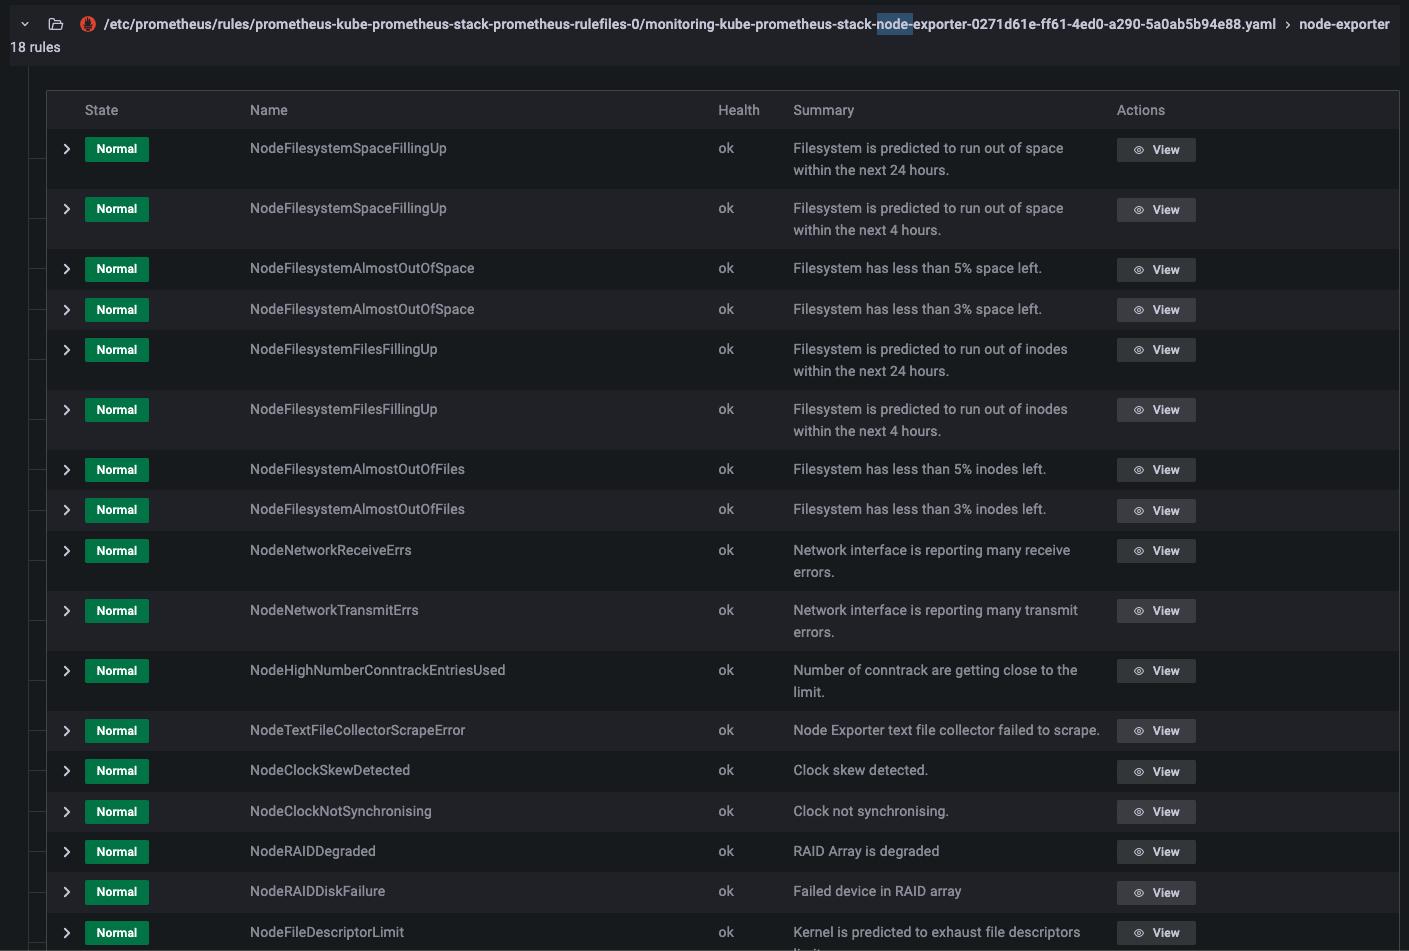 /etc/prometheus/rules/prometheus-kube-prometheus-stack-prometheus-rulefiles-0/monitoring-kube-prometheus-stack-node-exporter-0271d61e-ff61-4ed0-a290-5a0ab5b94e88.yaml > node-exporter
18 rules
State Name Health Summary Actions
Normal NodeFilesystemSpaceFillingUp ok Filesystem is predicted to run out of space View
within the next 24 hours.
Normal NodeFilesystemSpaceFillingUp ok Filesystem is predicted to run out of space View
within the next 4 hours.
Normal NodeFilesystemAlmostOutOfSpace ok Filesystem has less than 5% space left. View
Normal NodeFilesystemAlmostOutOfSpace ok Filesystem has less than 3% space left. View
Normal NodeFilesystemFilesFillingUp ok Filesystem is predicted to run out of inodes View
within the next 24 hours.
Normal NodeFilesystemFilesFillingUp ok Filesystem is predicted to run out of inodes View
within the next 4 hours.
Normal NodeFilesystemAlmostOutOfFiles ok Filesystem has less than 5% inodes left. View
Normal NodeFilesystemAlmostOutOfFiles ok Filesystem has less than 3% inodes left. View
Normal NodeNetworkReceiveErrs ok Network interface is reporting many receive View
errors.
Normal NodeNetworkTransmitErrs ok Network interface is reporting many transmit View
errors.
Normal NodeHighNumberConntrackEntriesUsed ok Number of conntrack are getting close to the View
limit.
Normal NodeTextFileCollectorScrapeError ok Node Exporter text file collector failed to scrape. View
Normal NodeClockSkewDetected ok Clock skew detected. View
Normal NodeClockNotSynchronising ok Clock not synchronising. View
Normal NodeRAIDDegraded ok RAID Array is degraded View
Normal NodeRAIDDiskFailure ok Failed device in RAID array View
Normal NodeFileDescriptorLimit ok Kernel is predicted to exhaust file descriptors View